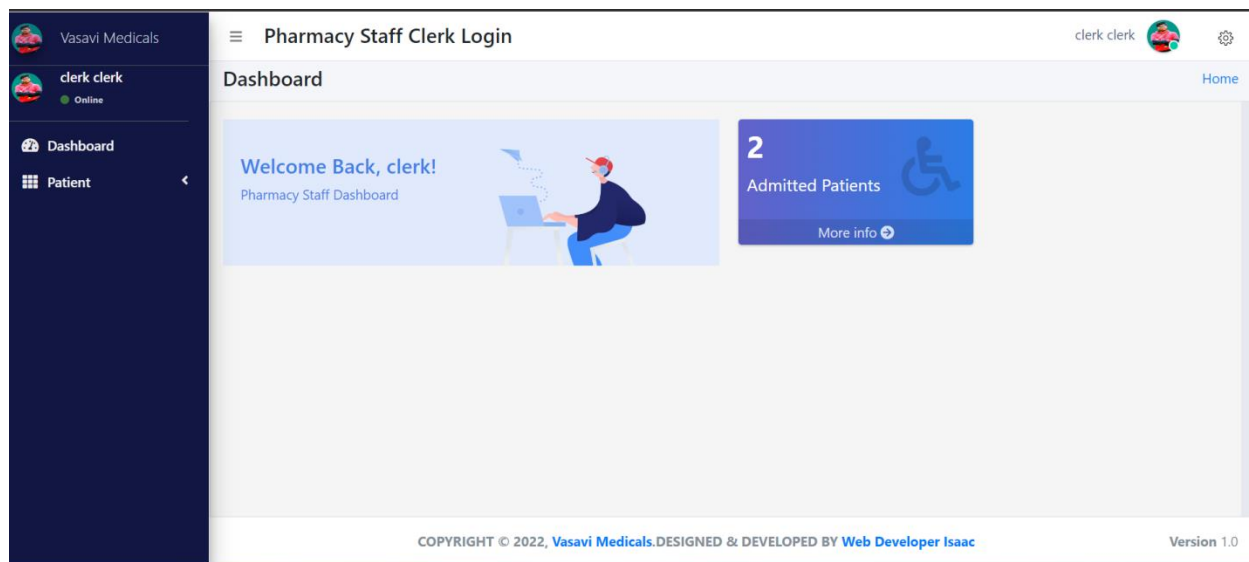 Vasavi Medicals
clerk clerk
Online
Dashboard
Patient
Pharmacy Staff Clerk Login
clerk clerk
Dashboard
Home
Welcome Back, clerk!
Pharmacy Staff Dashboard
2
Admitted Patients
More info
COPYRIGHT © 2022, Vasavi Medicals.DESIGNED & DEVELOPED BY Web Developer Isaac
Version 1.0